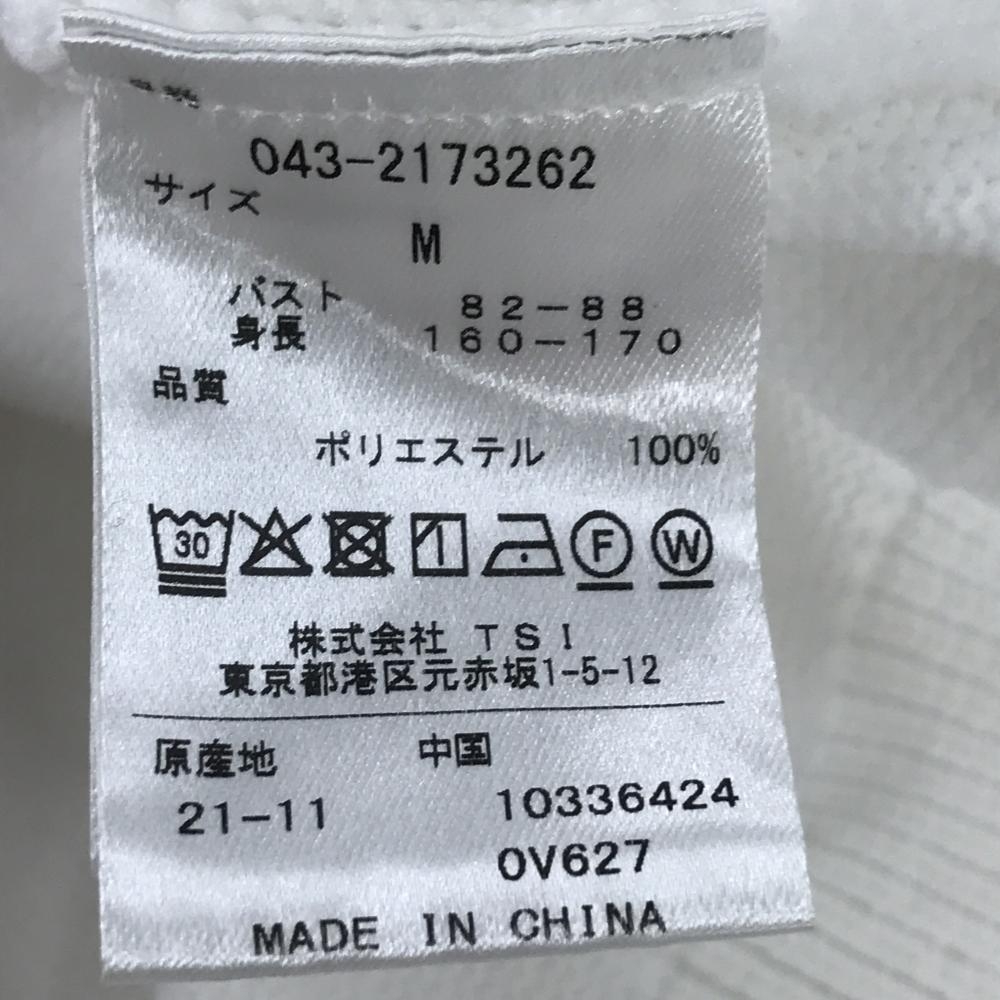 043-2173262
サイズ
M
バスト 82-88
身長 160-170
品質
ポリエステル 100%
30 F W
株式会社 TSI
東京都港区元赤坂1-5-12
原産地 中国
21-11 10336424
0V627
MADE IN CHINA